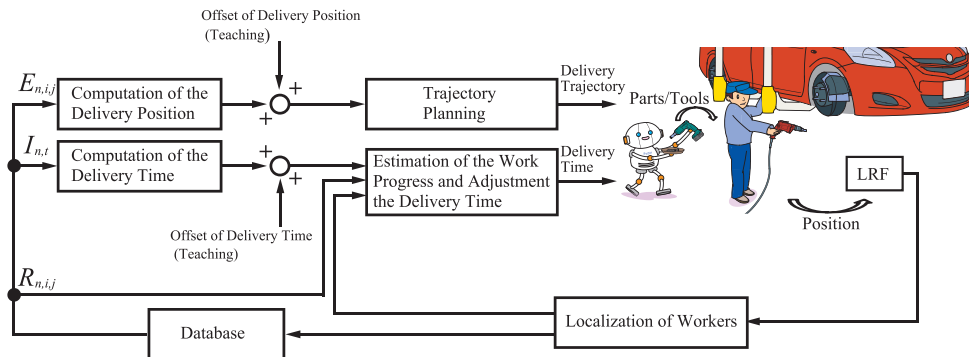 Offset of Delivery Position
(Teaching)
E_{n,i,j}
Computation of the
Delivery Position
+
+
Trajectory
Planning
Delivery
Trajectory
Parts/Tools
I_{n,t}
Computation of the
Delivery Time
+
+
Estimation of the Work
Progress and Adjustment
the Delivery Time
Delivery
Time
LRF
Position
Offset of Delivery Time
(Teaching)
R_{n,i,j}
Database
Localization of Workers